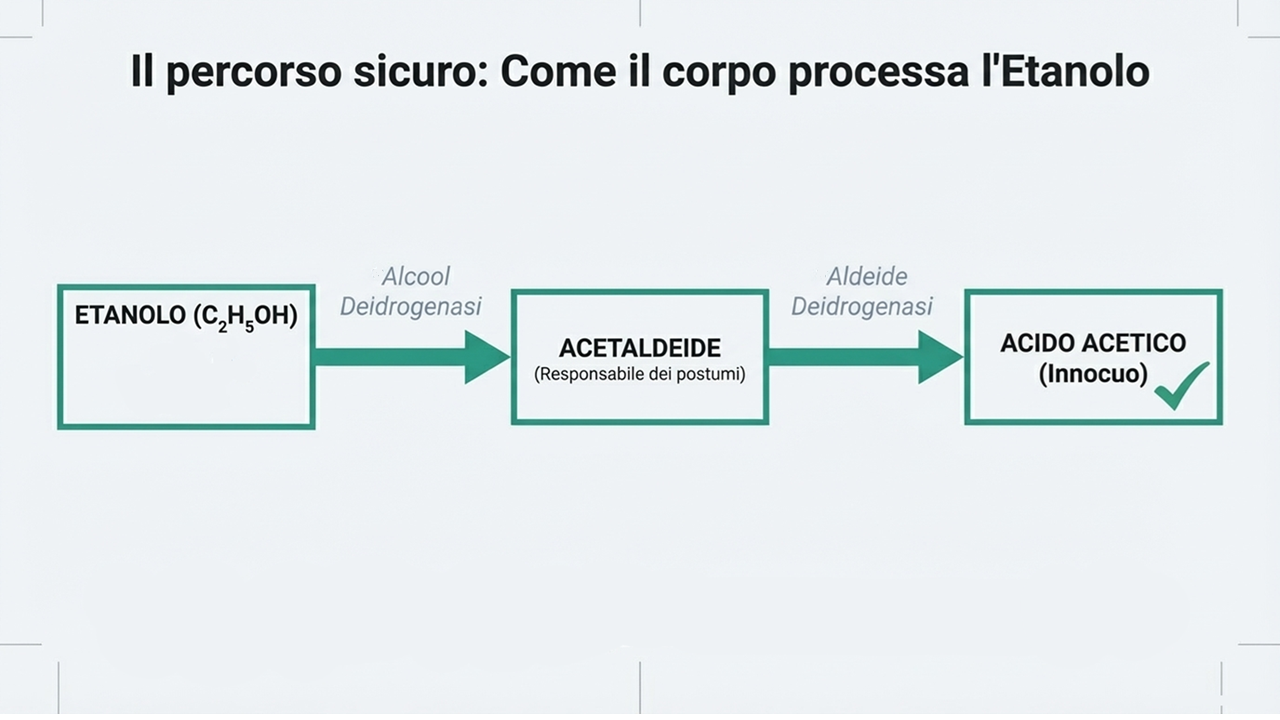 Il percorso sicuro: Come il corpo processa l'Etanolo
ETANOLO (C₂H₅OH)
Alcool
Deidrogenasi
ACETALDEIDE
(Responsabile dei postumi)
Aldeide
Deidrogenasi
ACIDO ACETICO
(Innocuo)